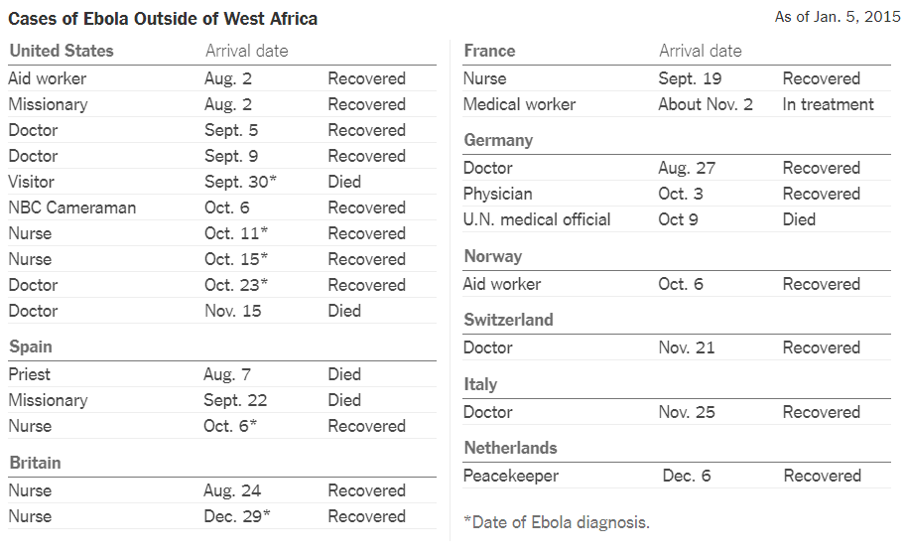 Cases of Ebola Outside of West Africa
As of Jan. 5, 2015
United States Arrival date
Aid worker Aug. 2 Recovered
Missionary Aug. 2 Recovered
Doctor Sept. 5 Recovered
Doctor Sept. 9 Recovered
Visitor Sept. 30* Died
NBC Cameraman Oct. 6 Recovered
Nurse Oct. 11* Recovered
Nurse Oct. 15* Recovered
Doctor Oct. 23* Recovered
Doctor Nov. 15 Died
Spain
Priest Aug. 7 Died
Missionary Sept. 22 Died
Nurse Oct. 6* Recovered
Britain
Nurse Aug. 24 Recovered
Nurse Dec. 29* Recovered
France Arrival date
Nurse Sept. 19 Recovered
Medical worker About Nov. 2 In treatment
Germany
Doctor Aug. 27 Recovered
Physician Oct. 3 Recovered
U.N. medical official Oct 9 Died
Norway
Aid worker Oct. 6 Recovered
Switzerland
Doctor Nov. 21 Recovered
Italy
Doctor Nov. 25 Recovered
Netherlands
Peacekeeper Dec. 6 Recovered
*Date of Ebola diagnosis.